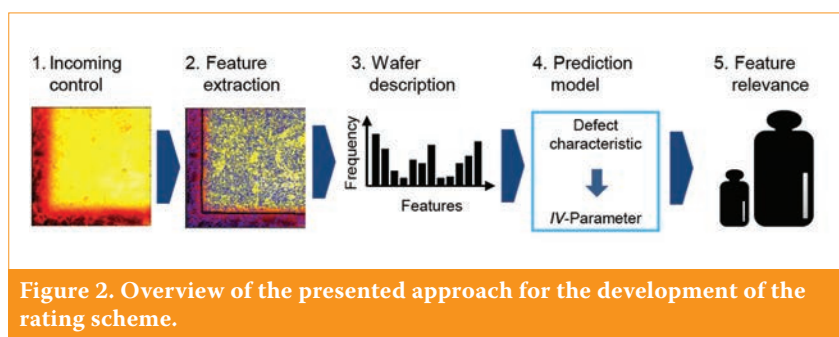 1. Incoming
control
2. Feature
extraction
3. Wafer
description
4. Prediction
model
5. Feature
relevance
Frequency
Features
Defect
characteristic
IV-Parameter
Figure 2. Overview of the presented approach for the development of the
rating scheme.